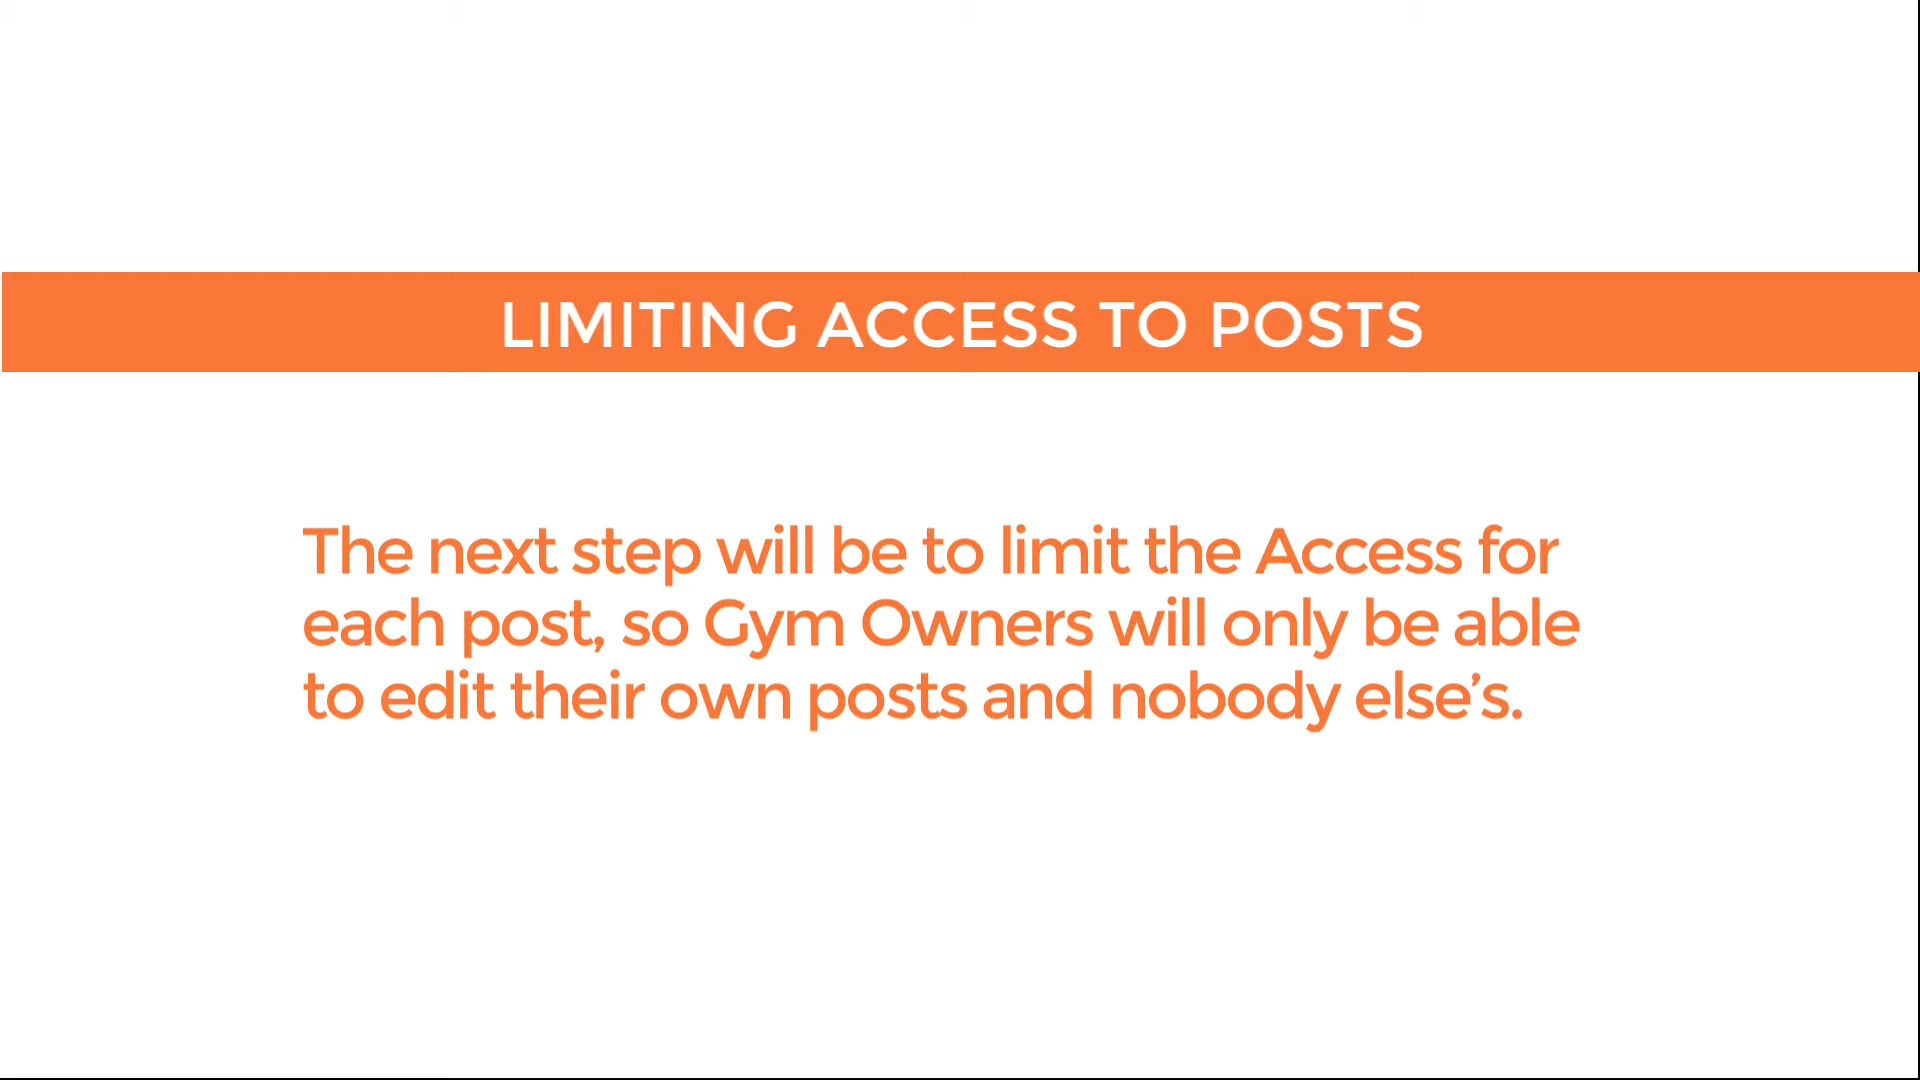 LIMITING ACCESS TO POSTS
The next step will be to limit the Access for
each post, so Gym Owners will only be able
to edit their own posts and nobody else’s.